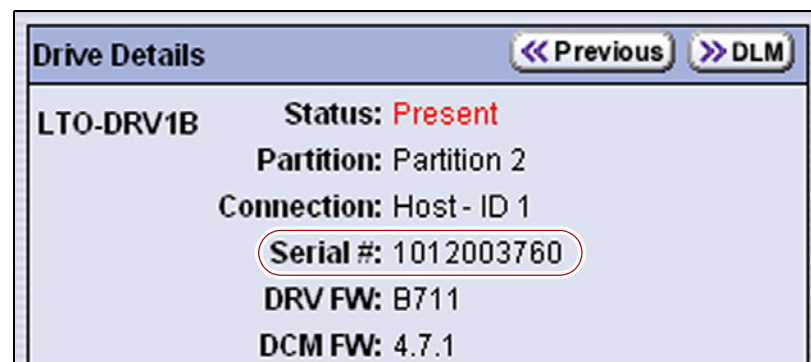 Drive Details
« Previous
» DLM
LTO-DRV1B
Status: Present
Partition: Partition 2
Connection: Host - ID 1
Serial #: 1012003760
DRV FW: B711
DCM FW: 4.7.1